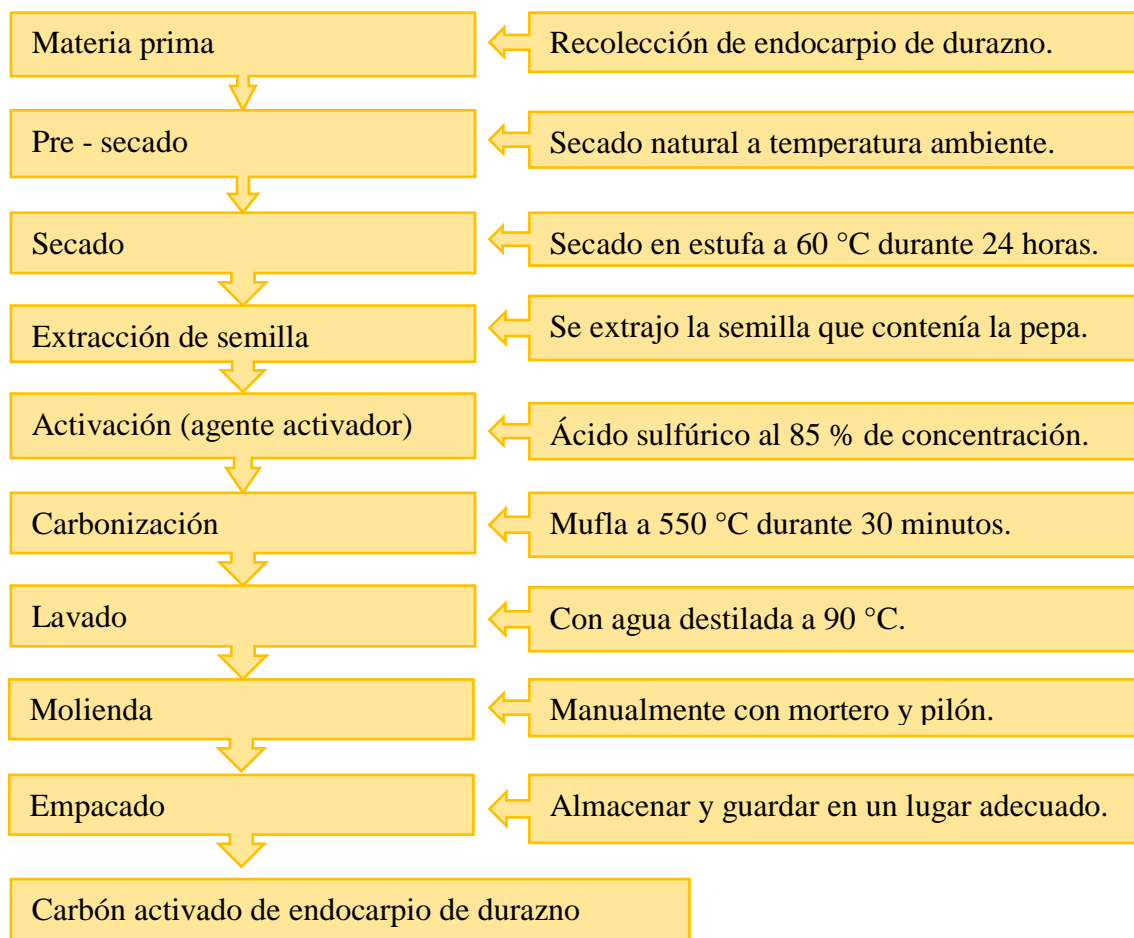 Materia prima
Recolección de endocarpio de durazno.
Pre - secado
Secado natural a temperatura ambiente.
Secado
Secado en estufa a 60 °C durante 24 horas.
Extracción de semilla
Se extrajo la semilla que contenía la pepa.
Activación (agente activador)
Ácido sulfúrico al 85 % de concentración.
Carbonización
Mufla a 550 °C durante 30 minutos.
Lavado
Con agua destilada a 90 °C.
Molienda
Manualmente con mortero y pilón.
Empacado
Almacenar y guardar en un lugar adecuado.
Carbón activado de endocarpio de durazno